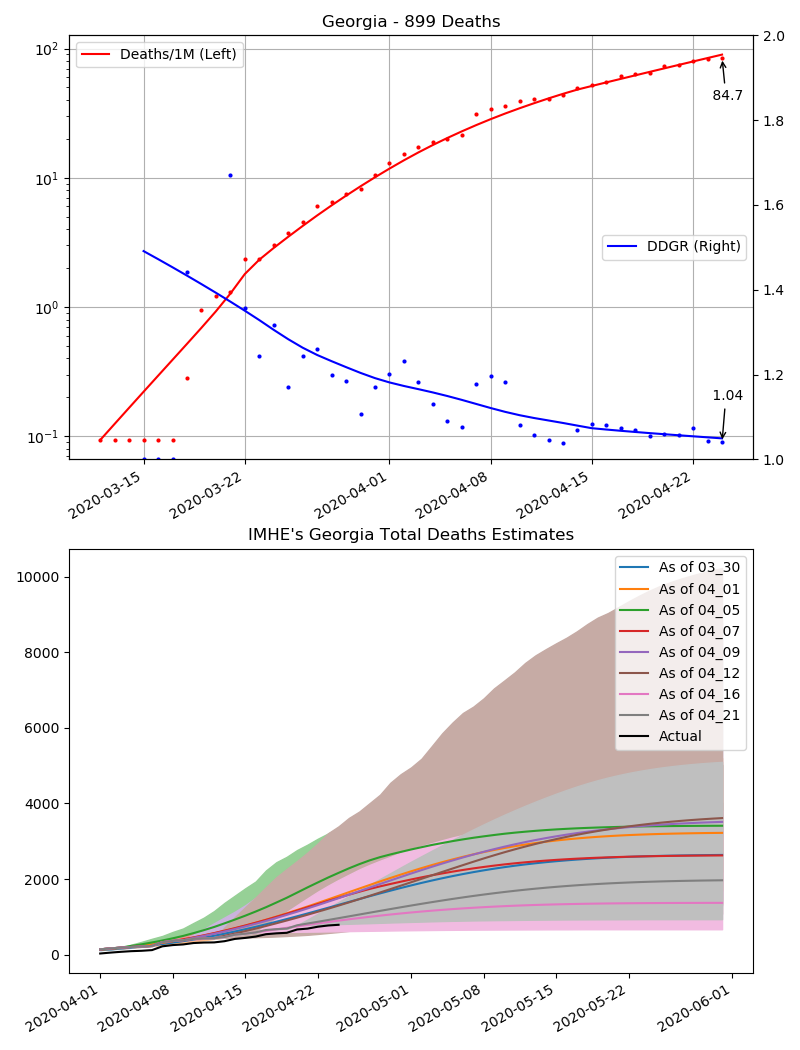 Georgia - 899 Deaths
Deaths/1M (Left)
DDGR (Right)
84.7
1.04
10²
10¹
10⁰
10⁻¹
2.0
1.8
1.6
1.4
1.2
1.0
2020-03-15
2020-03-22
2020-04-01
2020-04-08
2020-04-15
2020-04-22
IMHE's Georgia Total Deaths Estimates
As of 03_30
As of 04_01
As of 04_05
As of 04_07
As of 04_09
As of 04_12
As of 04_16
As of 04_21
Actual
10000
8000
6000
4000
2000
0
2020-04-01
2020-04-08
2020-04-15
2020-04-22
2020-05-01
2020-05-08
2020-05-15
2020-05-22
2020-06-01